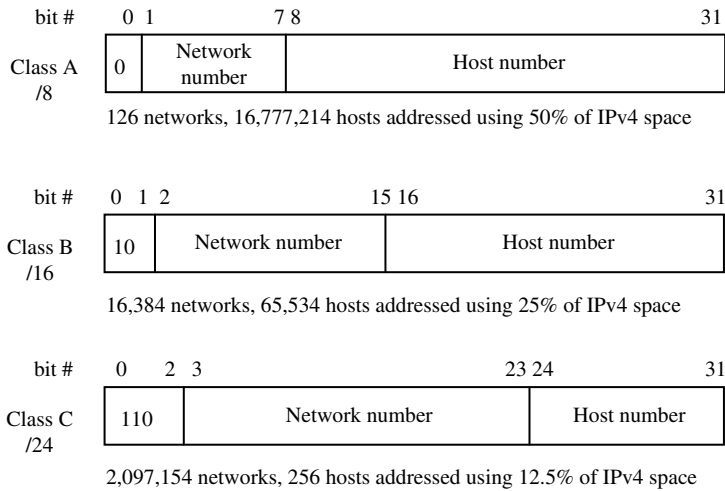 bit # 0 1 7 8 31
Class A
/8
0
Network
number
Host number
126 networks, 16,777,214 hosts addressed using 50% of IPv4 space
bit # 0 1 2 15 16 31
Class B
/16
10
Network number
Host number
16,384 networks, 65,534 hosts addressed using 25% of IPv4 space
bit # 0 2 3 23 24 31
Class C
/24
110
Network number
Host number
2,097,154 networks, 256 hosts addressed using 12.5% of IPv4 space